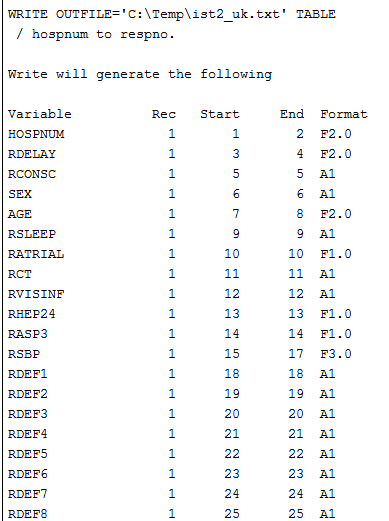 WRITE OUTFILE='C:\Temp\ist2_uk.txt' TABLE
/ hospnum to respno.
Write will generate the following
Variable Rec Start End Format
HOSPNUM 1 1 2 F2.0
RDELAY 1 3 4 F2.0
RCONSC 1 5 5 A1
SEX 1 6 6 A1
AGE 1 7 8 F2.0
RSLEEP 1 9 9 A1
RATRIAL 1 10 10 F1.0
RCT 1 11 11 A1
RVISINF 1 12 12 A1
RHEP24 1 13 13 F1.0
RASP3 1 14 14 F1.0
RSBP 1 15 17 F3.0
RDEF1 1 18 18 A1
RDEF2 1 19 19 A1
RDEF3 1 20 20 A1
RDEF4 1 21 21 A1
RDEF5 1 22 22 A1
RDEF6 1 23 23 A1
RDEF7 1 24 24 A1
RDEF8 1 25 25 A1